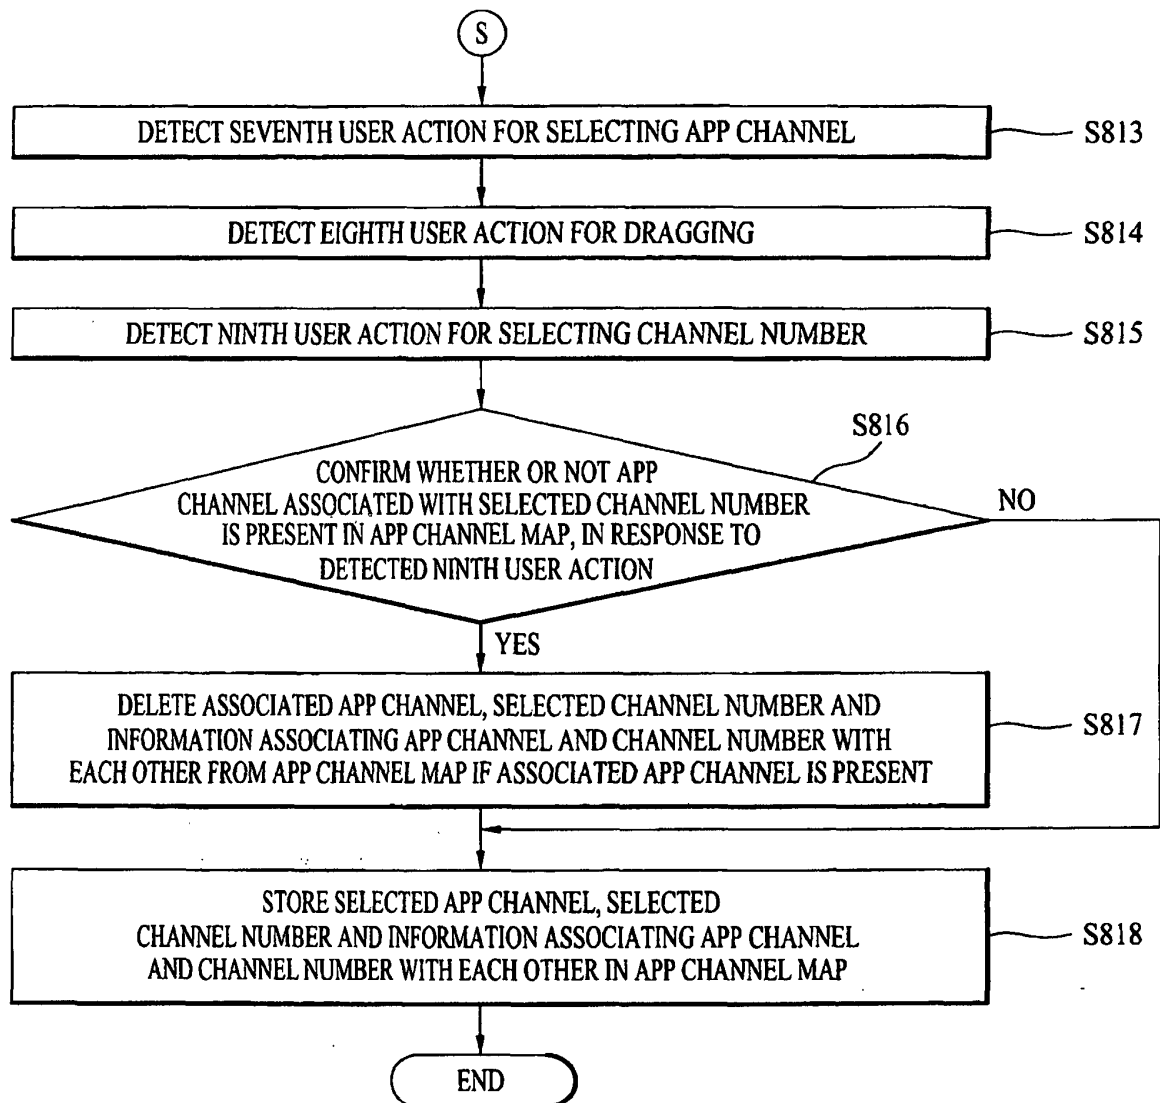 S
DETECT SEVENTH USER ACTION FOR SELECTING APP CHANNEL
S813
DETECT EIGHTH USER ACTION FOR DRAGGING
S814
DETECT NINTH USER ACTION FOR SELECTING CHANNEL NUMBER
S815
S816
CONFIRM WHETHER OR NOT APP
CHANNEL ASSOCIATED WITH SELECTED CHANNEL NUMBER
IS PRESENT IN APP CHANNEL MAP, IN RESPONSE TO
DETECTED NINTH USER ACTION
NO
YES
DELETE ASSOCIATED APP CHANNEL, SELECTED CHANNEL NUMBER AND
INFORMATION ASSOCIATING APP CHANNEL AND CHANNEL NUMBER WITH
EACH OTHER FROM APP CHANNEL MAP IF ASSOCIATED APP CHANNEL IS PRESENT
S817
STORE SELECTED APP CHANNEL, SELECTED
CHANNEL NUMBER AND INFORMATION ASSOCIATING APP CHANNEL
AND CHANNEL NUMBER WITH EACH OTHER IN APP CHANNEL MAP
S818
END